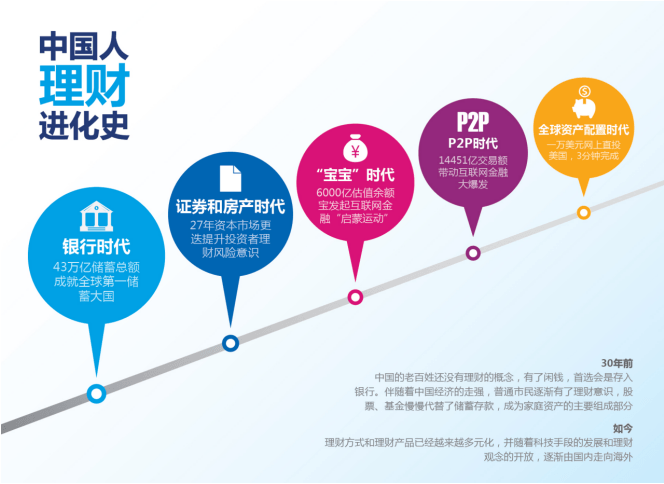 中国人
理财
进化史
银行时代
43万亿储蓄总额
成就全球第一储
蓄大国
证券和房产时代
27年资本市场更
迭提升投资者理
财风险意识
“宝宝”时代
6000亿估值余额
宝发起互联网金
融“启蒙运动”
P2P
P2P时代
14451亿交易额
带动互联网金融
大爆发
全球资产配置时代
一万美元网上直投
美国，3分钟完成
30年前
中国的老百姓还没有理财的概念，有了闲钱，首选会是存入
银行。伴随着中国经济的走强，普通市民逐渐有了理财意识，股
票、基金慢慢代替了储蓄存款，成为家庭资产的主要组成部分
如今
理财方式和理财产品已经越来越多元化，并随着科技手段的发展和理财
观念的开放，逐渐由国内走向海外